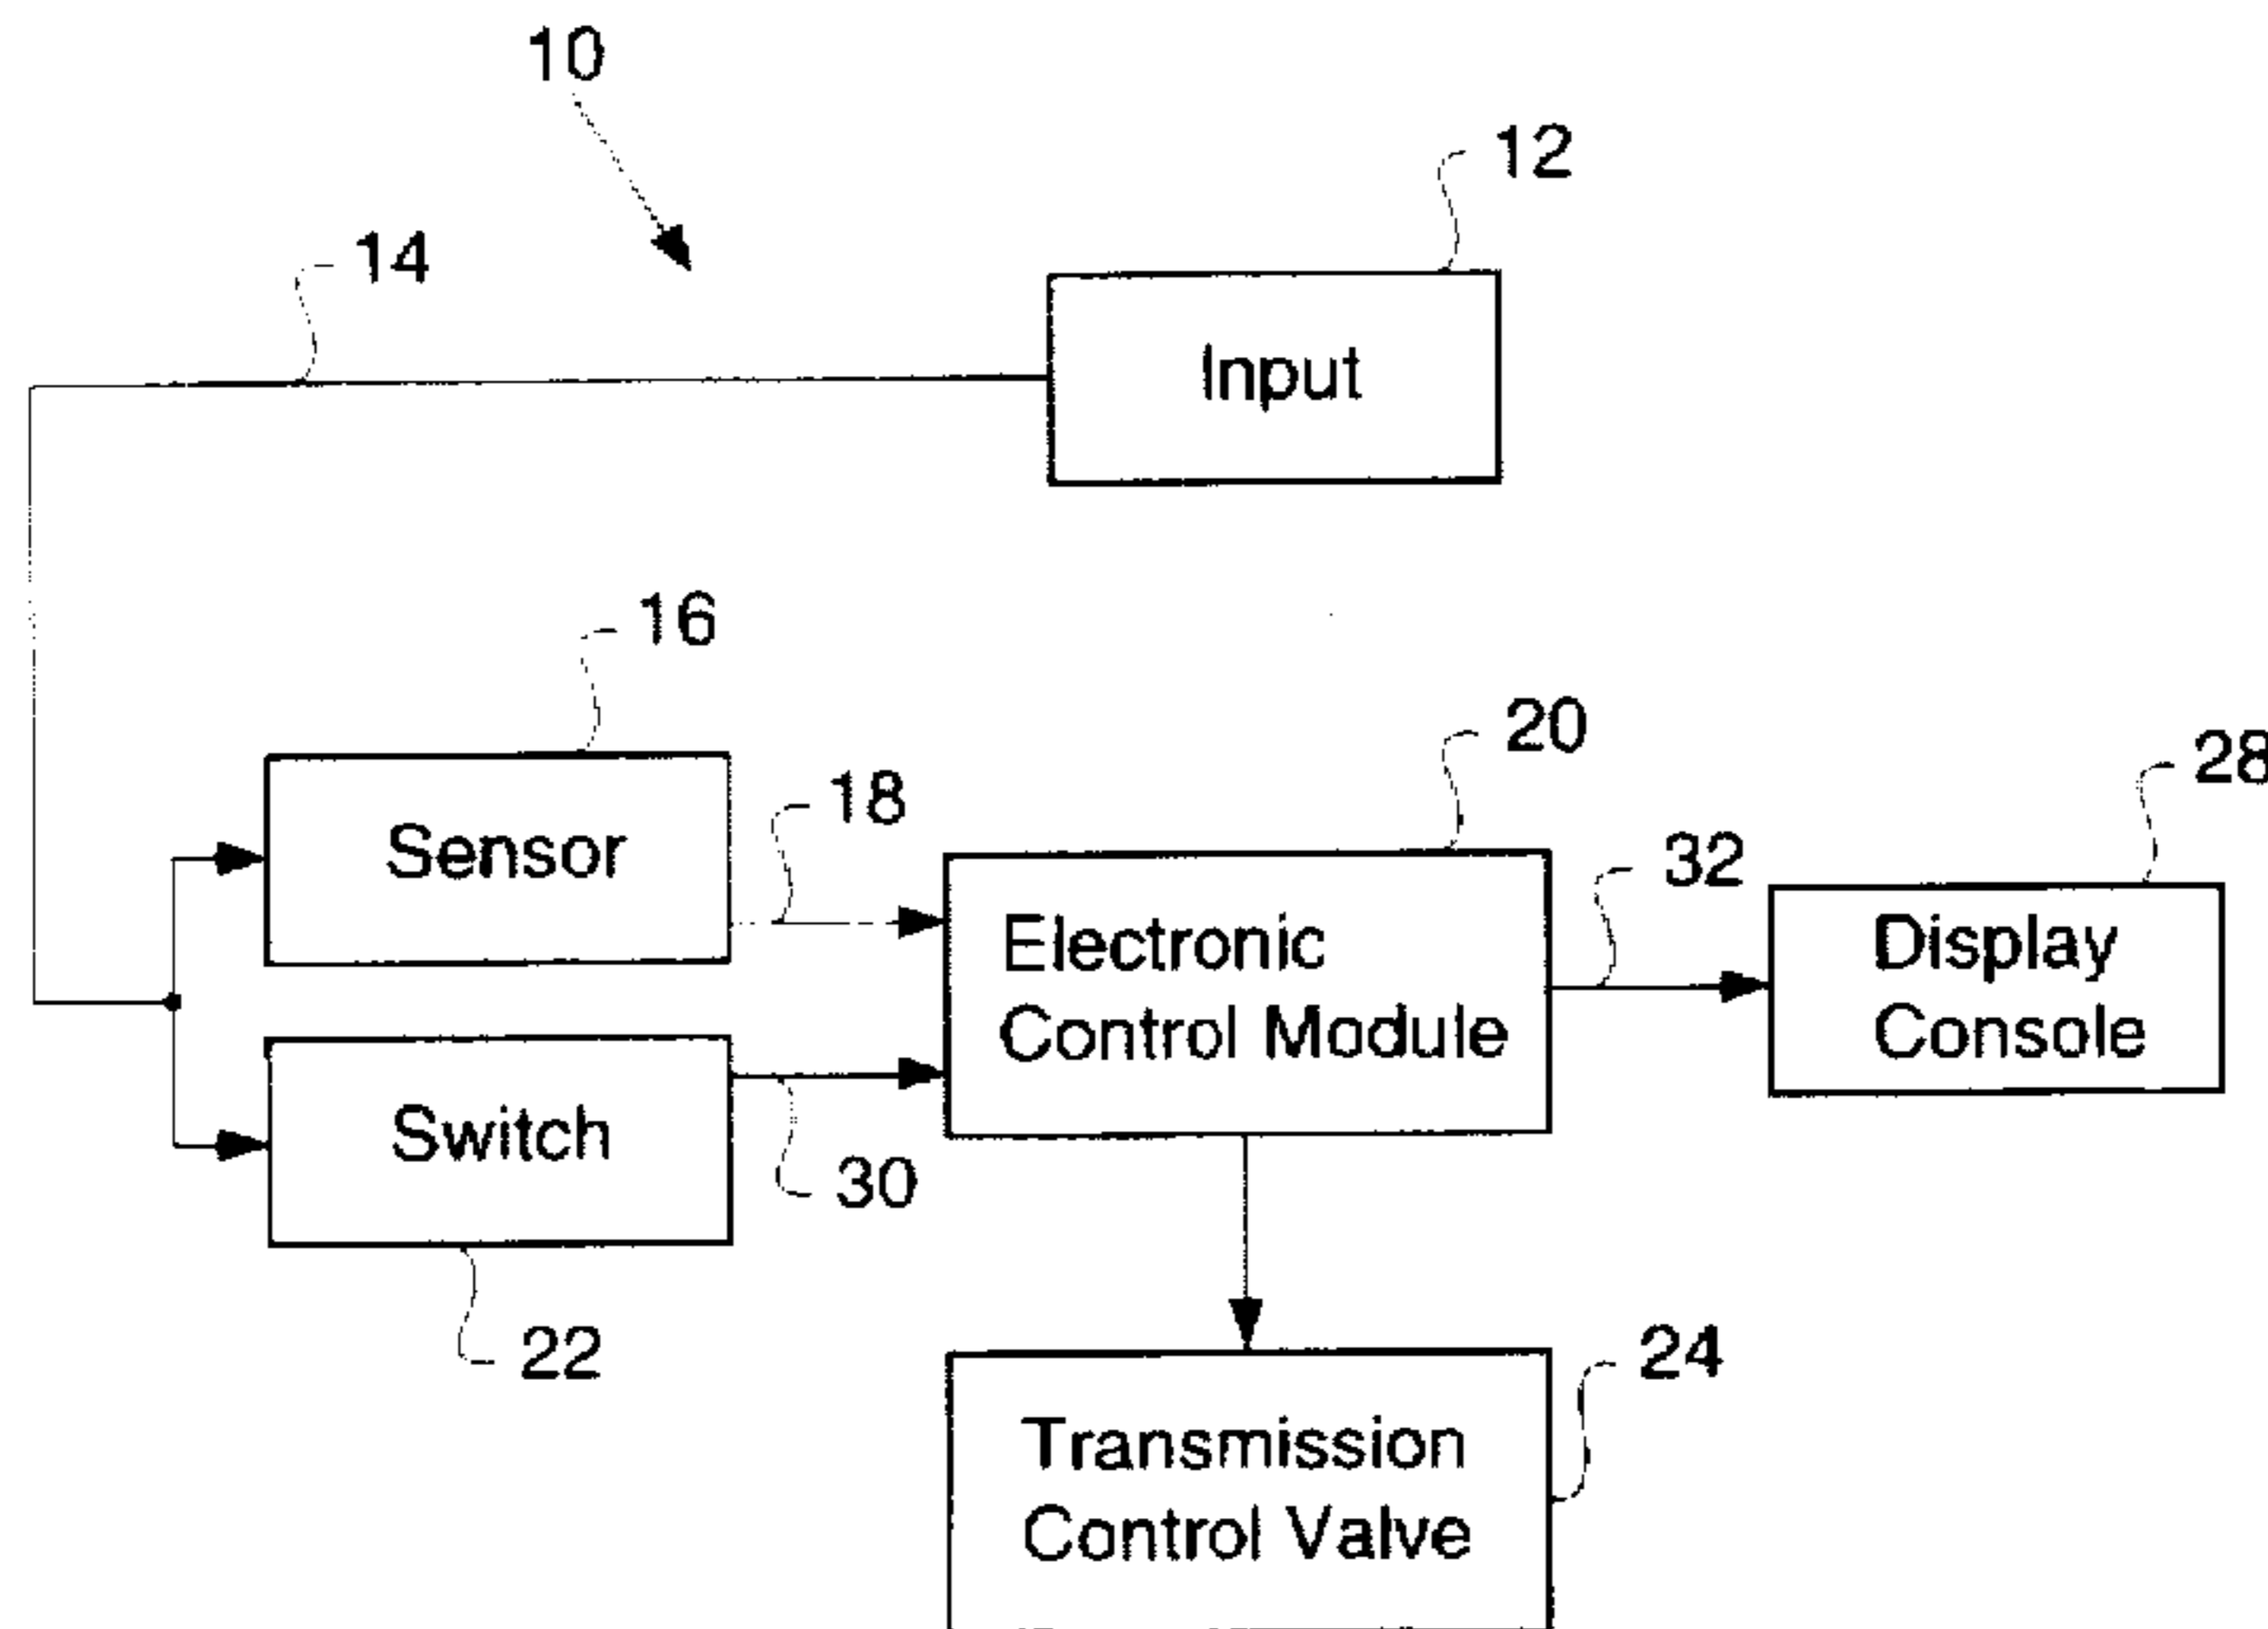 10
12
14
Input
16
20
28
18
32
Sensor
Electronic
Control Module
Display
Console
Switch
30
22
24
Transmission
Control Valve